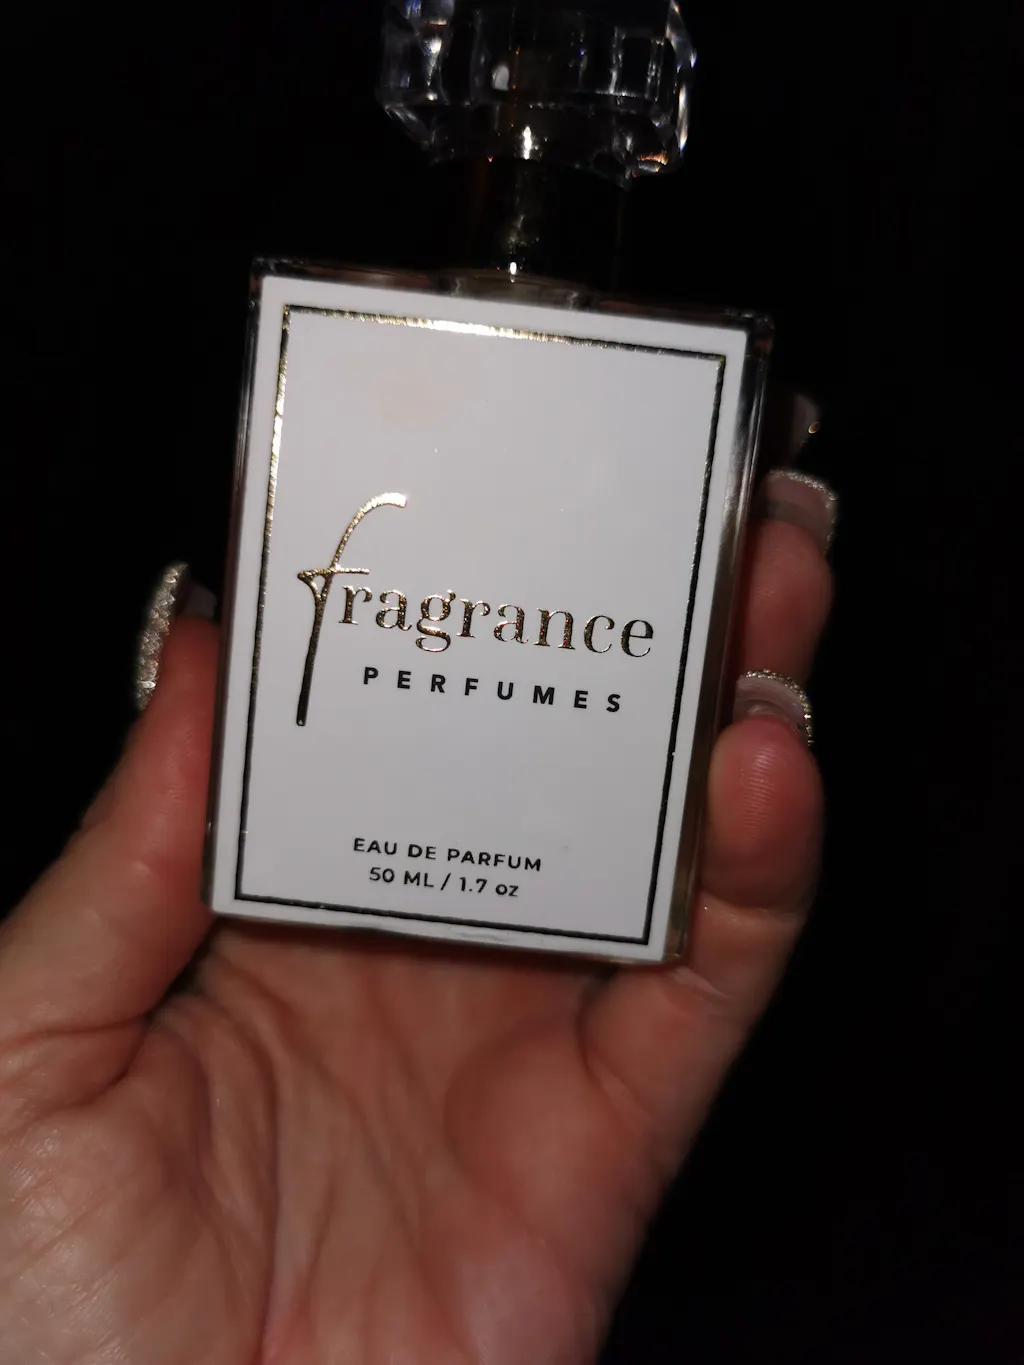 fragrance
PERFUMES
EAU DE PARFUM
50 ML / 1.7 oz